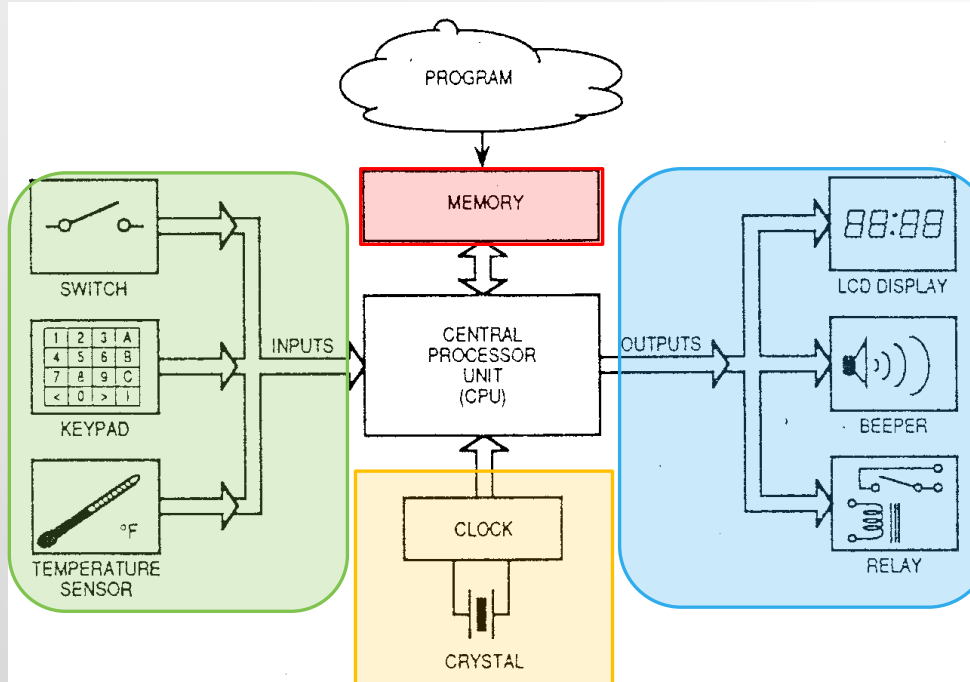 PROGRAM
MEMORY
SWITCH
1 2 3 A
4 5 6 B
7 8 9 C
< 0 > )
KEYPAD
°F
TEMPERATURE
SENSOR
INPUTS
CENTRAL
PROCESSOR
UNIT
(CPU)
CLOCK
CRYSTAL
OUTPUTS
88:88
LCD DISPLAY
BEEPER
RELAY